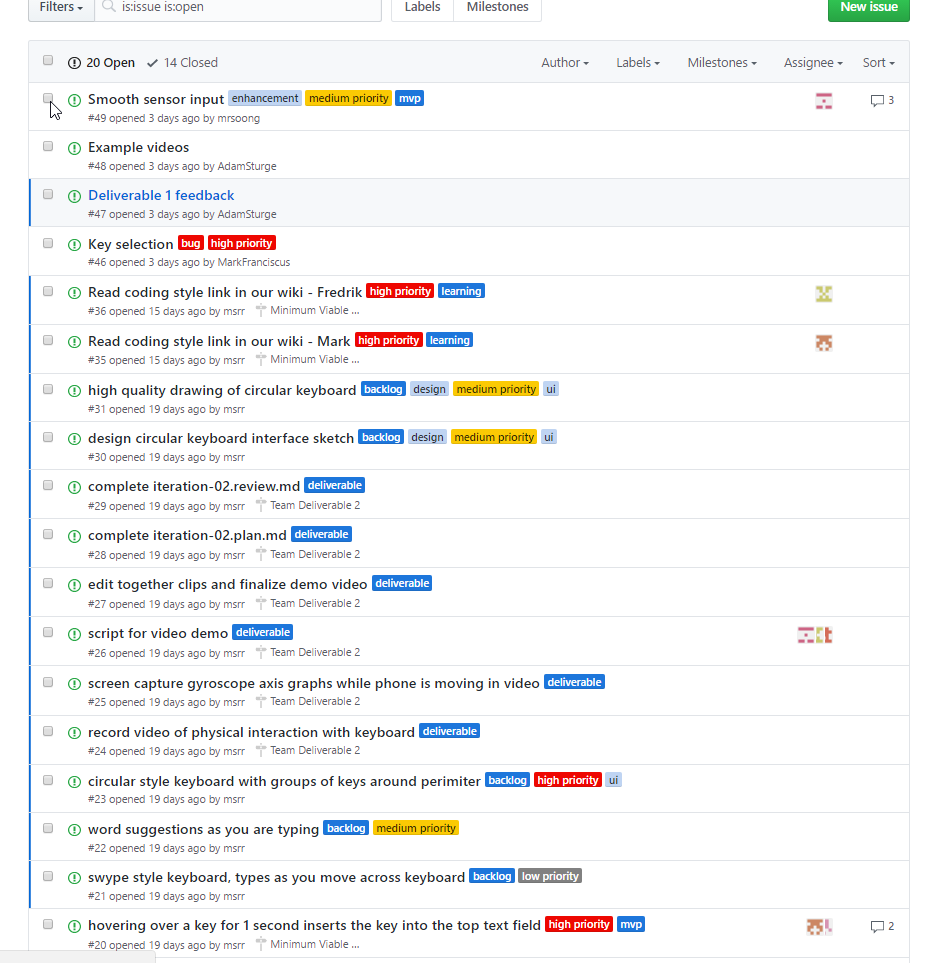 Filters
is:issue is:open
Labels
Milestones
New issue
20 Open 14 Closed
Author Labels Milestones Assignee Sort
Smooth sensor input enhancement medium priority mvp 3
#49 opened 3 days ago by mrsoong
Example videos
#48 opened 3 days ago by AdamSturge
Deliverable 1 feedback
#47 opened 3 days ago by AdamSturge
Key selection bug high priority
#46 opened 3 days ago by MarkFranciscus
Read coding style link in our wiki - Fredrik high priority learning
#36 opened 15 days ago by msrr Minimum Viable ...
Read coding style link in our wiki - Mark high priority learning
#35 opened 15 days ago by msrr Minimum Viable ...
high quality drawing of circular keyboard backlog design medium priority ui
#31 opened 19 days ago by msrr
design circular keyboard interface sketch backlog design medium priority ui
#30 opened 19 days ago by msrr
complete iteration-02.review.md deliverable
#29 opened 19 days ago by msrr Team Deliverable 2
complete iteration-02.plan.md deliverable
#28 opened 19 days ago by msrr Team Deliverable 2
edit together clips and finalize demo video deliverable
#27 opened 19 days ago by msrr Team Deliverable 2
script for video demo deliverable
#26 opened 19 days ago by msrr Team Deliverable 2
screen capture gyroscope axis graphs while phone is moving in video deliverable
#25 opened 19 days ago by msrr Team Deliverable 2
record video of physical interaction with keyboard deliverable
#24 opened 19 days ago by msrr Team Deliverable 2
circular style keyboard with groups of keys around perimiter backlog high priority ui
#23 opened 19 days ago by msrr
word suggestions as you are typing backlog medium priority
#22 opened 19 days ago by msrr
swype style keyboard, types as you move across keyboard backlog low priority
#21 opened 19 days ago by msrr
hovering over a key for 1 second inserts the key into the top text field high priority mvp 2
#20 opened 19 days ago by msrr Minimum Viable ...